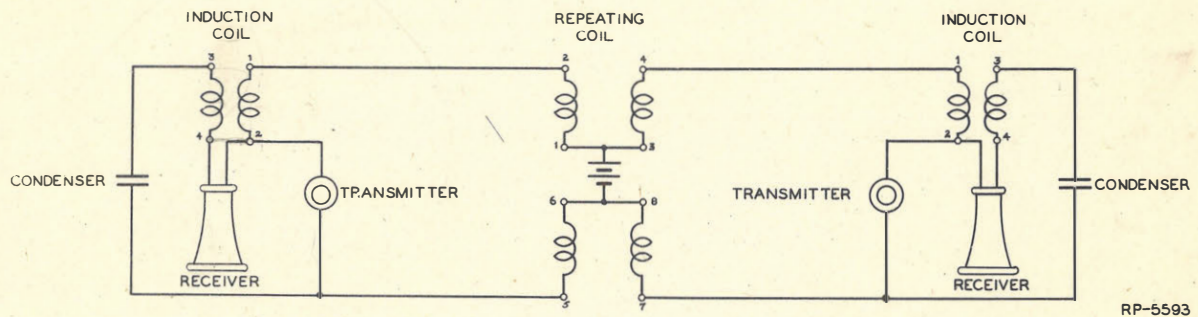 INDUCTION
COIL
REPEATING
COIL
INDUCTION
COIL
3 1 2 4 1 3
4 2 1 3 2 4
CONDENSER
TRANSMITTER
6 8
TRANSMITTER
CONDENSER
RECEIVER
RECEIVER
5 7
RP-5593